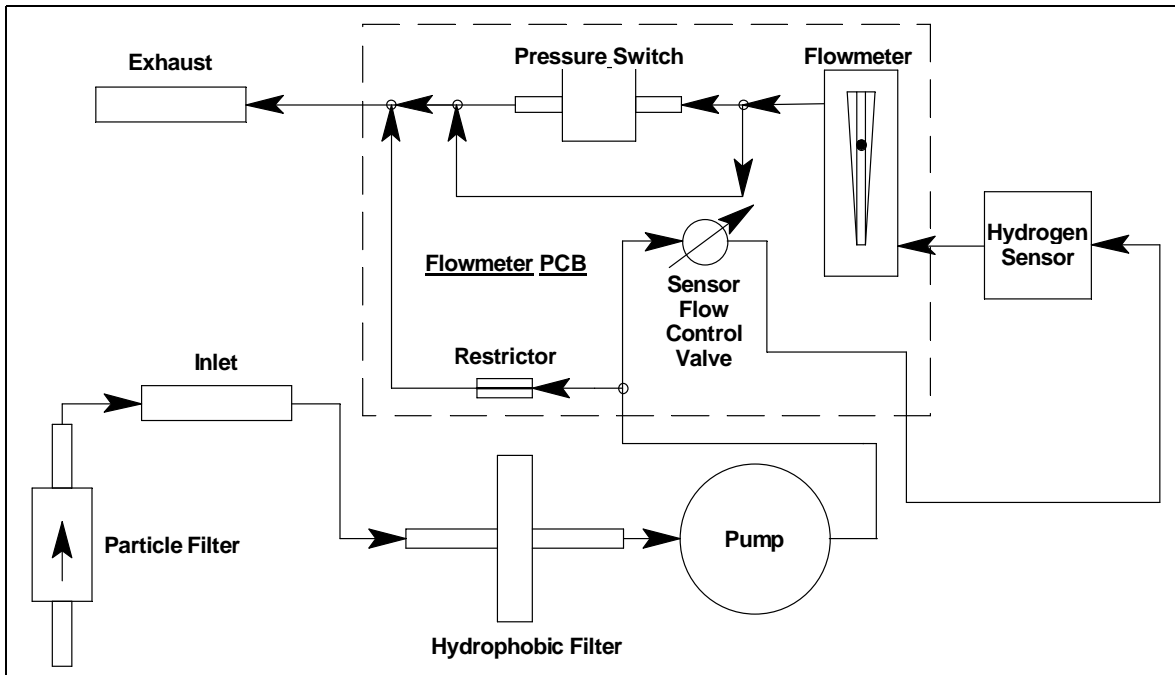 Exhaust
Pressure Switch
Flowmeter
Hydrogen
Sensor
Flowmeter PCB
Sensor
Flow
Control
Valve
Restrictor
Inlet
Particle Filter
Pump
Hydrophobic Filter